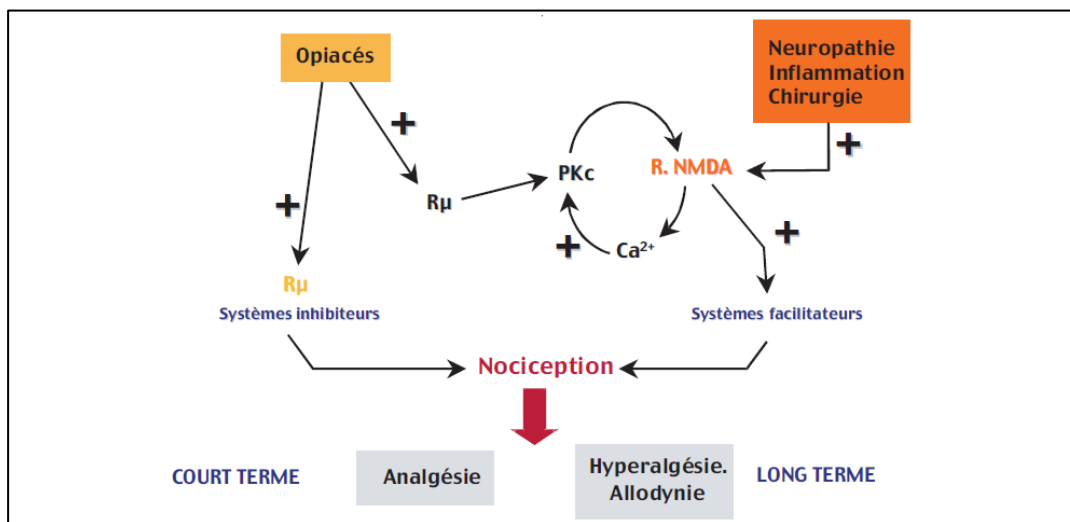 Opiacés
Neuropathie
Inflammation
Chirurgie
+
+
+
PKc
R. NMDA
Rµ
+
+
+
Ca²⁺
Rµ
Systèmes inhibiteurs
Systèmes facilitateurs
Nociception
COURT TERME
Analgésie
Hyperalgésie.
Allodynie
LONG TERME